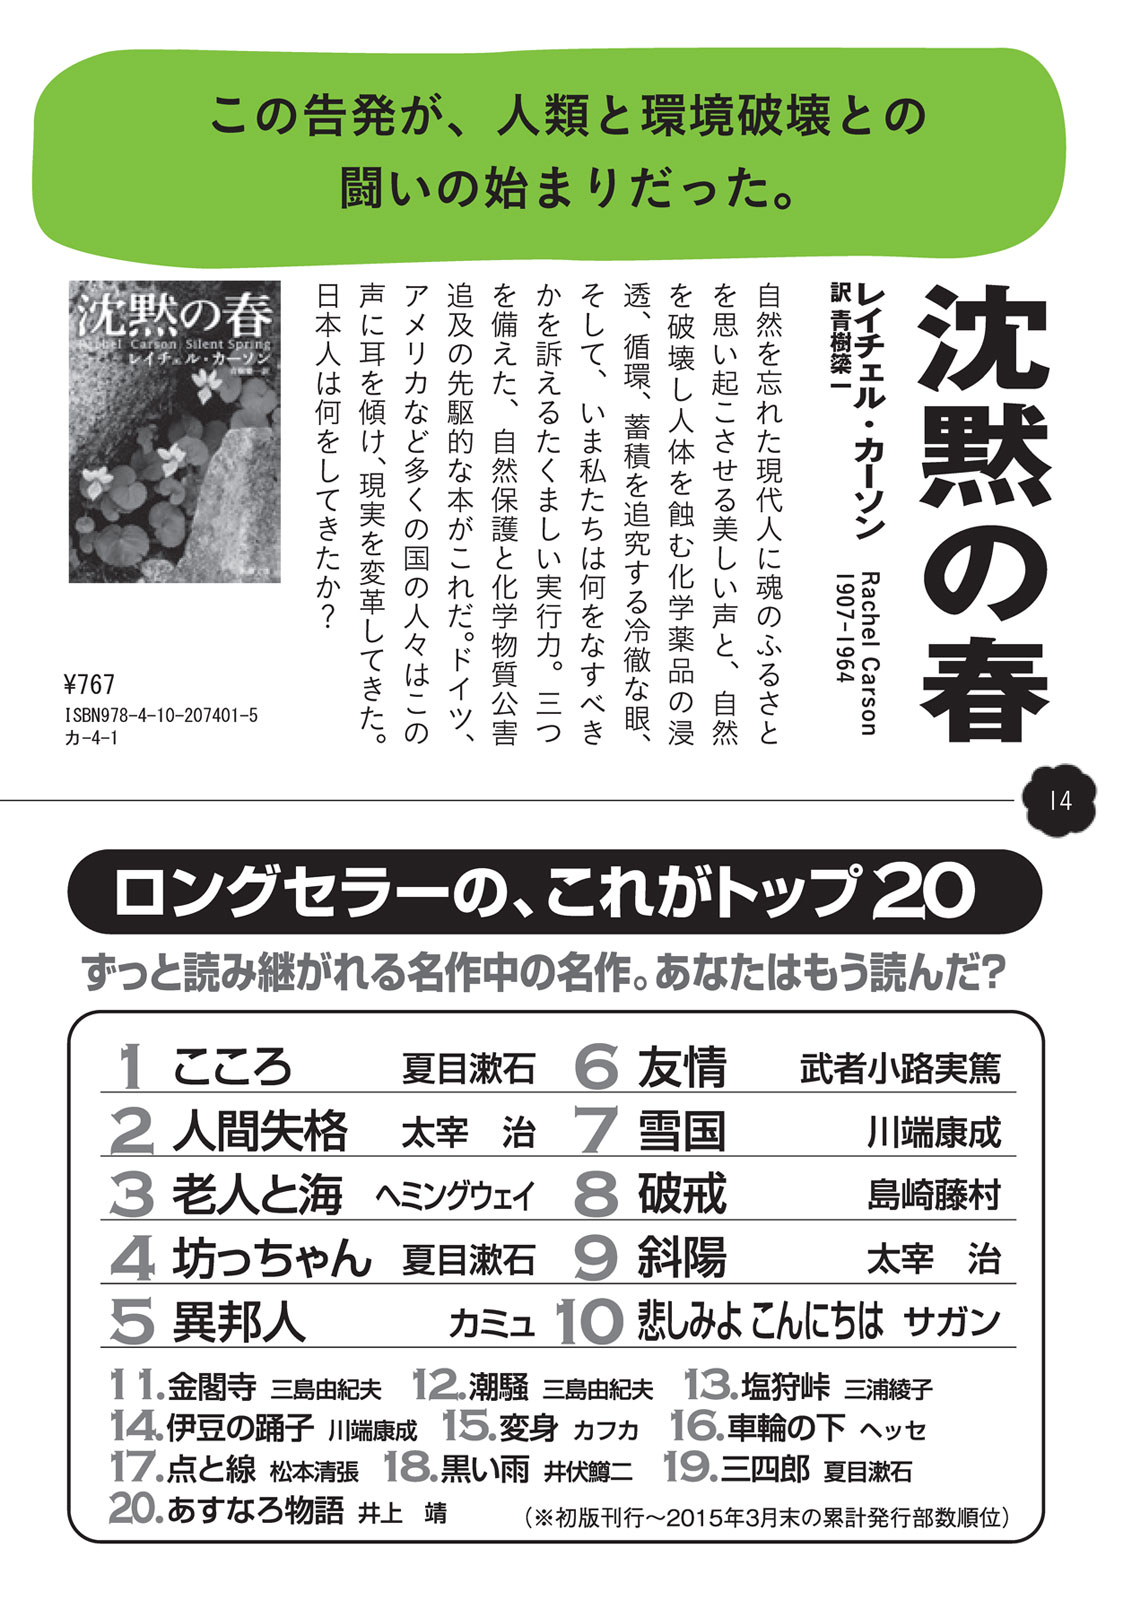 この告発が、人類と環境破壊との
闘いの始まりだった。
沈黙の春
レイチェル・カーソン Rachel Carson
訳 青樹簗一 1907-1964
自然を忘れた現代人に魂のふるさと
を思い起こさせる美しい声と、自然
を破壊し人体を蝕む化学薬品の浸
透、循環、蓄積を追究する冷徹な眼、
そして、いま私たちは何をなすべき
かを訴えるたくましい実行力。三つ
を備えた、自然保護と化学物質公害
追及の先駆的な本がこれだ。ドイツ、
アメリカなど多くの国の人々はこの
声に耳を傾け、現実を変革してきた。
日本人は何をしてきたか?
沈黙の春
Rachel Carson Silent Spring
レイチェル・カーソン
¥767
ISBN978-4-10-207401-5
カ-4-1
14
ロングセラーの、これがトップ20
ずっと読み継がれる名作中の名作。あなたはもう読んだ?
1 こころ 夏目漱石
2 人間失格 太宰 治
3 老人と海 ヘミングウェイ
4 坊っちゃん 夏目漱石
5 異邦人 カミュ
6 友情 武者小路実篤
7 雪国 川端康成
8 破戒 島崎藤村
9 斜陽 太宰 治
10 悲しみよ こんにちは サガン
11.金閣寺 三島由紀夫 12.潮騒 三島由紀夫 13.塩狩峠 三浦綾子
14.伊豆の踊子 川端康成 15.変身 カフカ 16.車輪の下 ヘッセ
17.点と線 松本清張 18.黒い雨 井伏鱒二 19.三四郎 夏目漱石
20.あすなろ物語 井上 靖 (※初版刊行〜2015年3月末の累計発行部数順位)